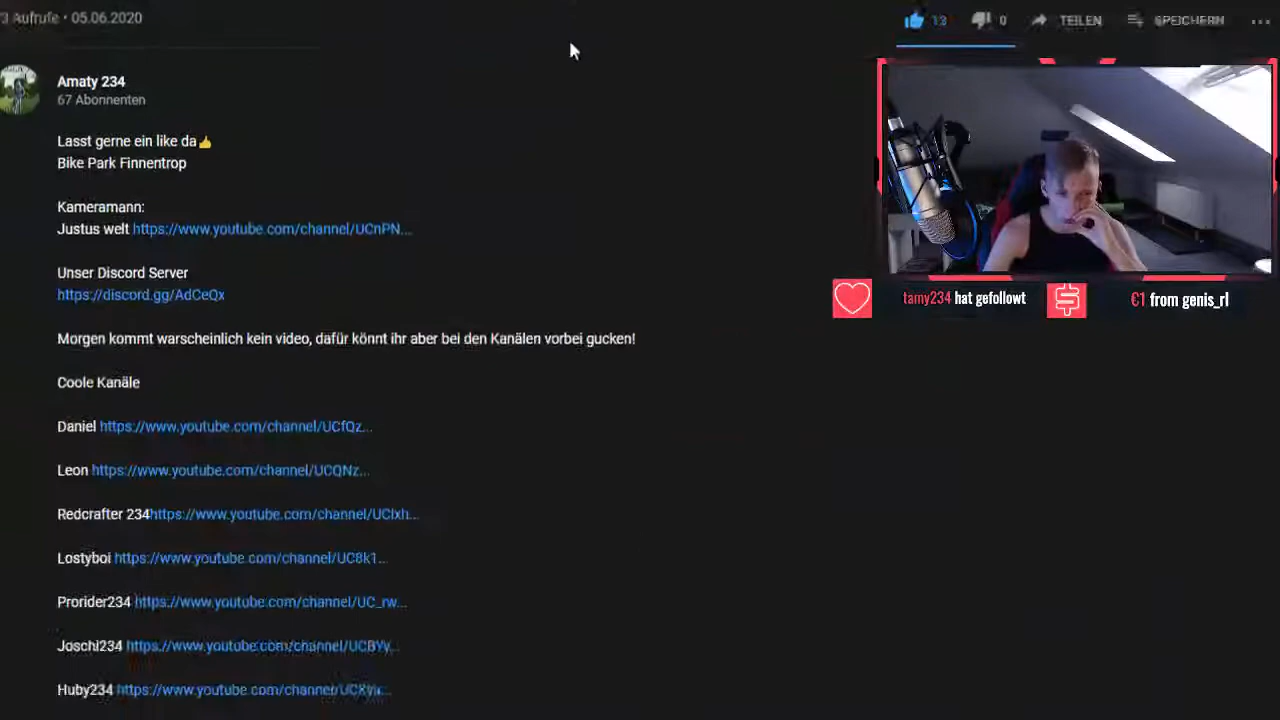 3 Aufrufe • 05.06.2020
13 0 TEILEN SPEICHERN
Amaty 234
67 Abonnenten
Lasst gerne ein like da👍
Bike Park Finnentrop
Kameramann:
Justus welt https://www.youtube.com/channel/UCnPN...
Unser Discord Server
https://discord.gg/AdCeQx
tamy234 hat gefollowt
€1 from genis_rl
Morgen kommt warscheinlich kein video, dafür könnt ihr aber bei den Kanälen vorbei gucken!
Coole Kanäle
Daniel https://www.youtube.com/channel/UCfQz...
Leon https://www.youtube.com/channel/UCQNz...
Redcrafter 234https://www.youtube.com/channel/UClxh...
Lostyboi https://www.youtube.com/channel/UC8k1...
Prorider234 https://www.youtube.com/channel/UC_rw...
Joschi234 https://www.youtube.com/channel/UCBYy...
Huby234